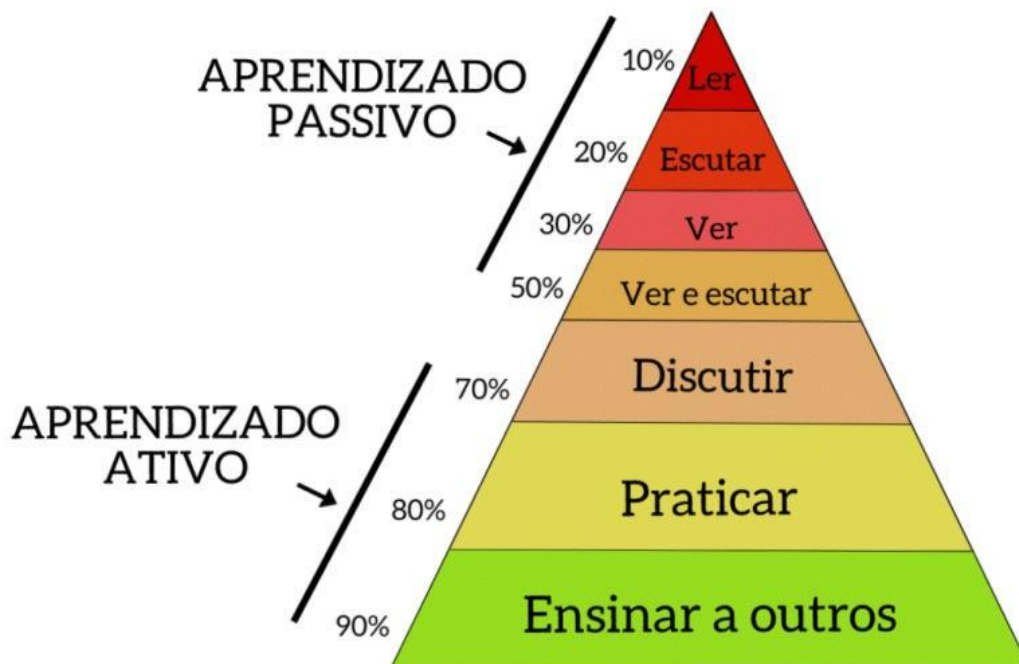 APRENDIZADO
PASSIVO
10%
Ler
20%
Escutar
30%
Ver
50%
Ver e escutar
APRENDIZADO
ATIVO
70%
Discutir
80%
Praticar
90%
Ensinar a outros